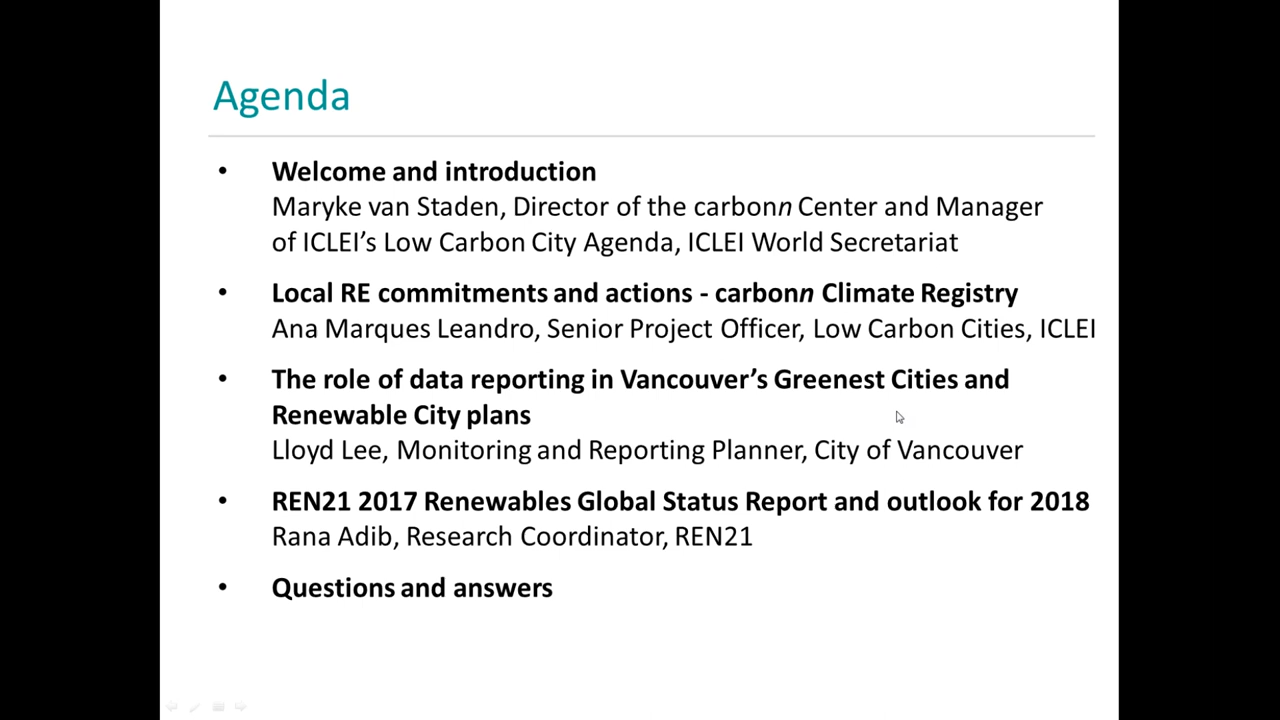 Agenda
• Welcome and introduction
Maryke van Staden, Director of the carbonn Center and Manager
of ICLEI’s Low Carbon City Agenda, ICLEI World Secretariat
• Local RE commitments and actions - carbonn Climate Registry
Ana Marques Leandro, Senior Project Officer, Low Carbon Cities, ICLEI
• The role of data reporting in Vancouver’s Greenest Cities and
Renewable City plans
Lloyd Lee, Monitoring and Reporting Planner, City of Vancouver
• REN21 2017 Renewables Global Status Report and outlook for 2018
Rana Adib, Research Coordinator, REN21
• Questions and answers